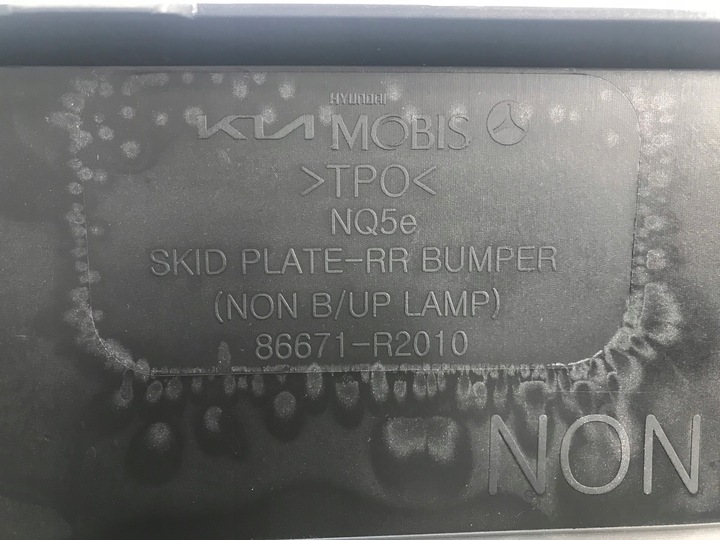 HYUNDAI
KIA MOBIS
>TPO<
NQ5e
SKID PLATE-RR BUMPER
(NON B/UP LAMP)
86671-R2010
NON